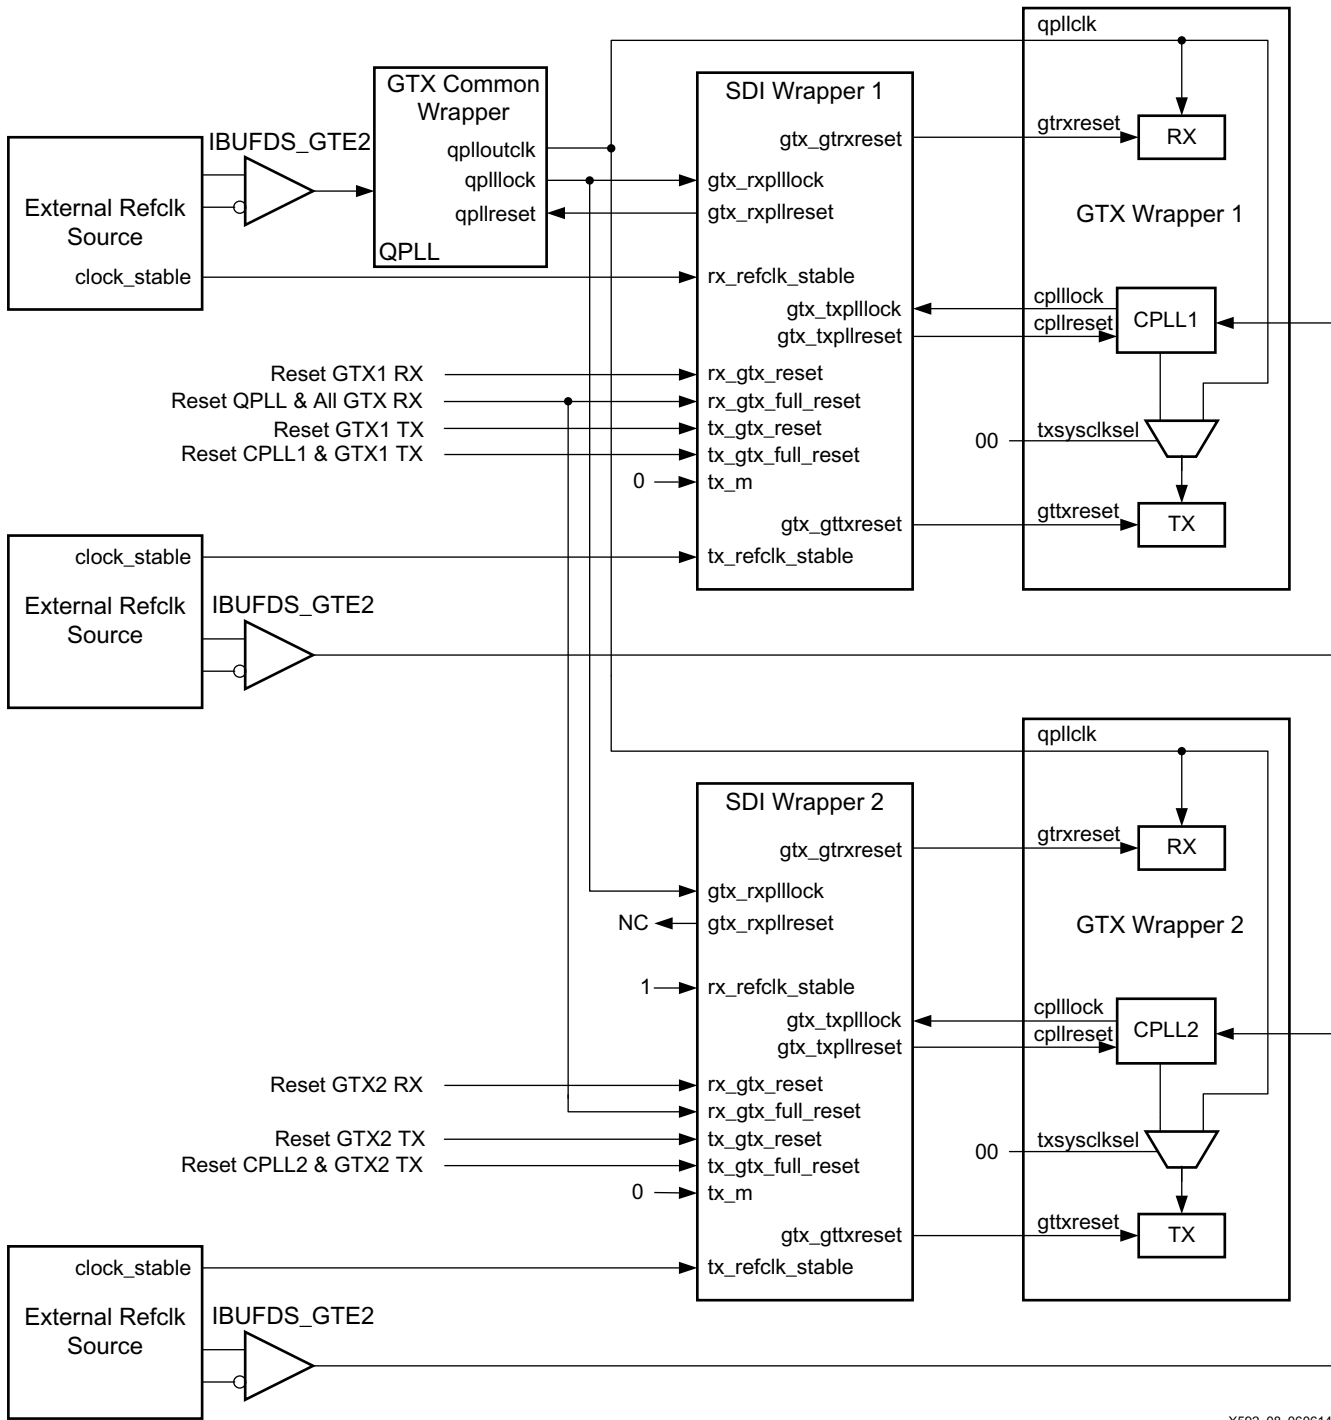 qpllclk
GTX Common
Wrapper
SDI Wrapper 1
IBUFDS_GTE2
qplloutclk
gtx_gtrxreset
gtrxreset
RX
External Refclk
Source
qplllock
gtx_rxplllock
qpllreset
gtx_rxpllreset
GTX Wrapper 1
QPLL
clock_stable
rx_refclk_stable
gtx_txplllock
cplllock
CPLL1
gtx_txpllreset
cpllreset
Reset GTX1 RX
rx_gtx_reset
Reset QPLL & All GTX RX
rx_gtx_full_reset
Reset GTX1 TX
tx_gtx_reset
00
txsysclksel
Reset CPLL1 & GTX1 TX
tx_gtx_full_reset
0
tx_m
gtx_gttxreset
gttxreset
TX
clock_stable
tx_refclk_stable
External Refclk
Source
IBUFDS_GTE2
qpllclk
SDI Wrapper 2
gtx_gtrxreset
gtrxreset
RX
gtx_rxplllock
NC
gtx_rxpllreset
GTX Wrapper 2
1
rx_refclk_stable
gtx_txplllock
cplllock
CPLL2
gtx_txpllreset
cpllreset
Reset GTX2 RX
rx_gtx_reset
rx_gtx_full_reset
Reset GTX2 TX
tx_gtx_reset
00
txsysclksel
Reset CPLL2 & GTX2 TX
tx_gtx_full_reset
0
tx_m
gtx_gttxreset
gttxreset
TX
clock_stable
tx_refclk_stable
External Refclk
Source
IBUFDS_GTE2